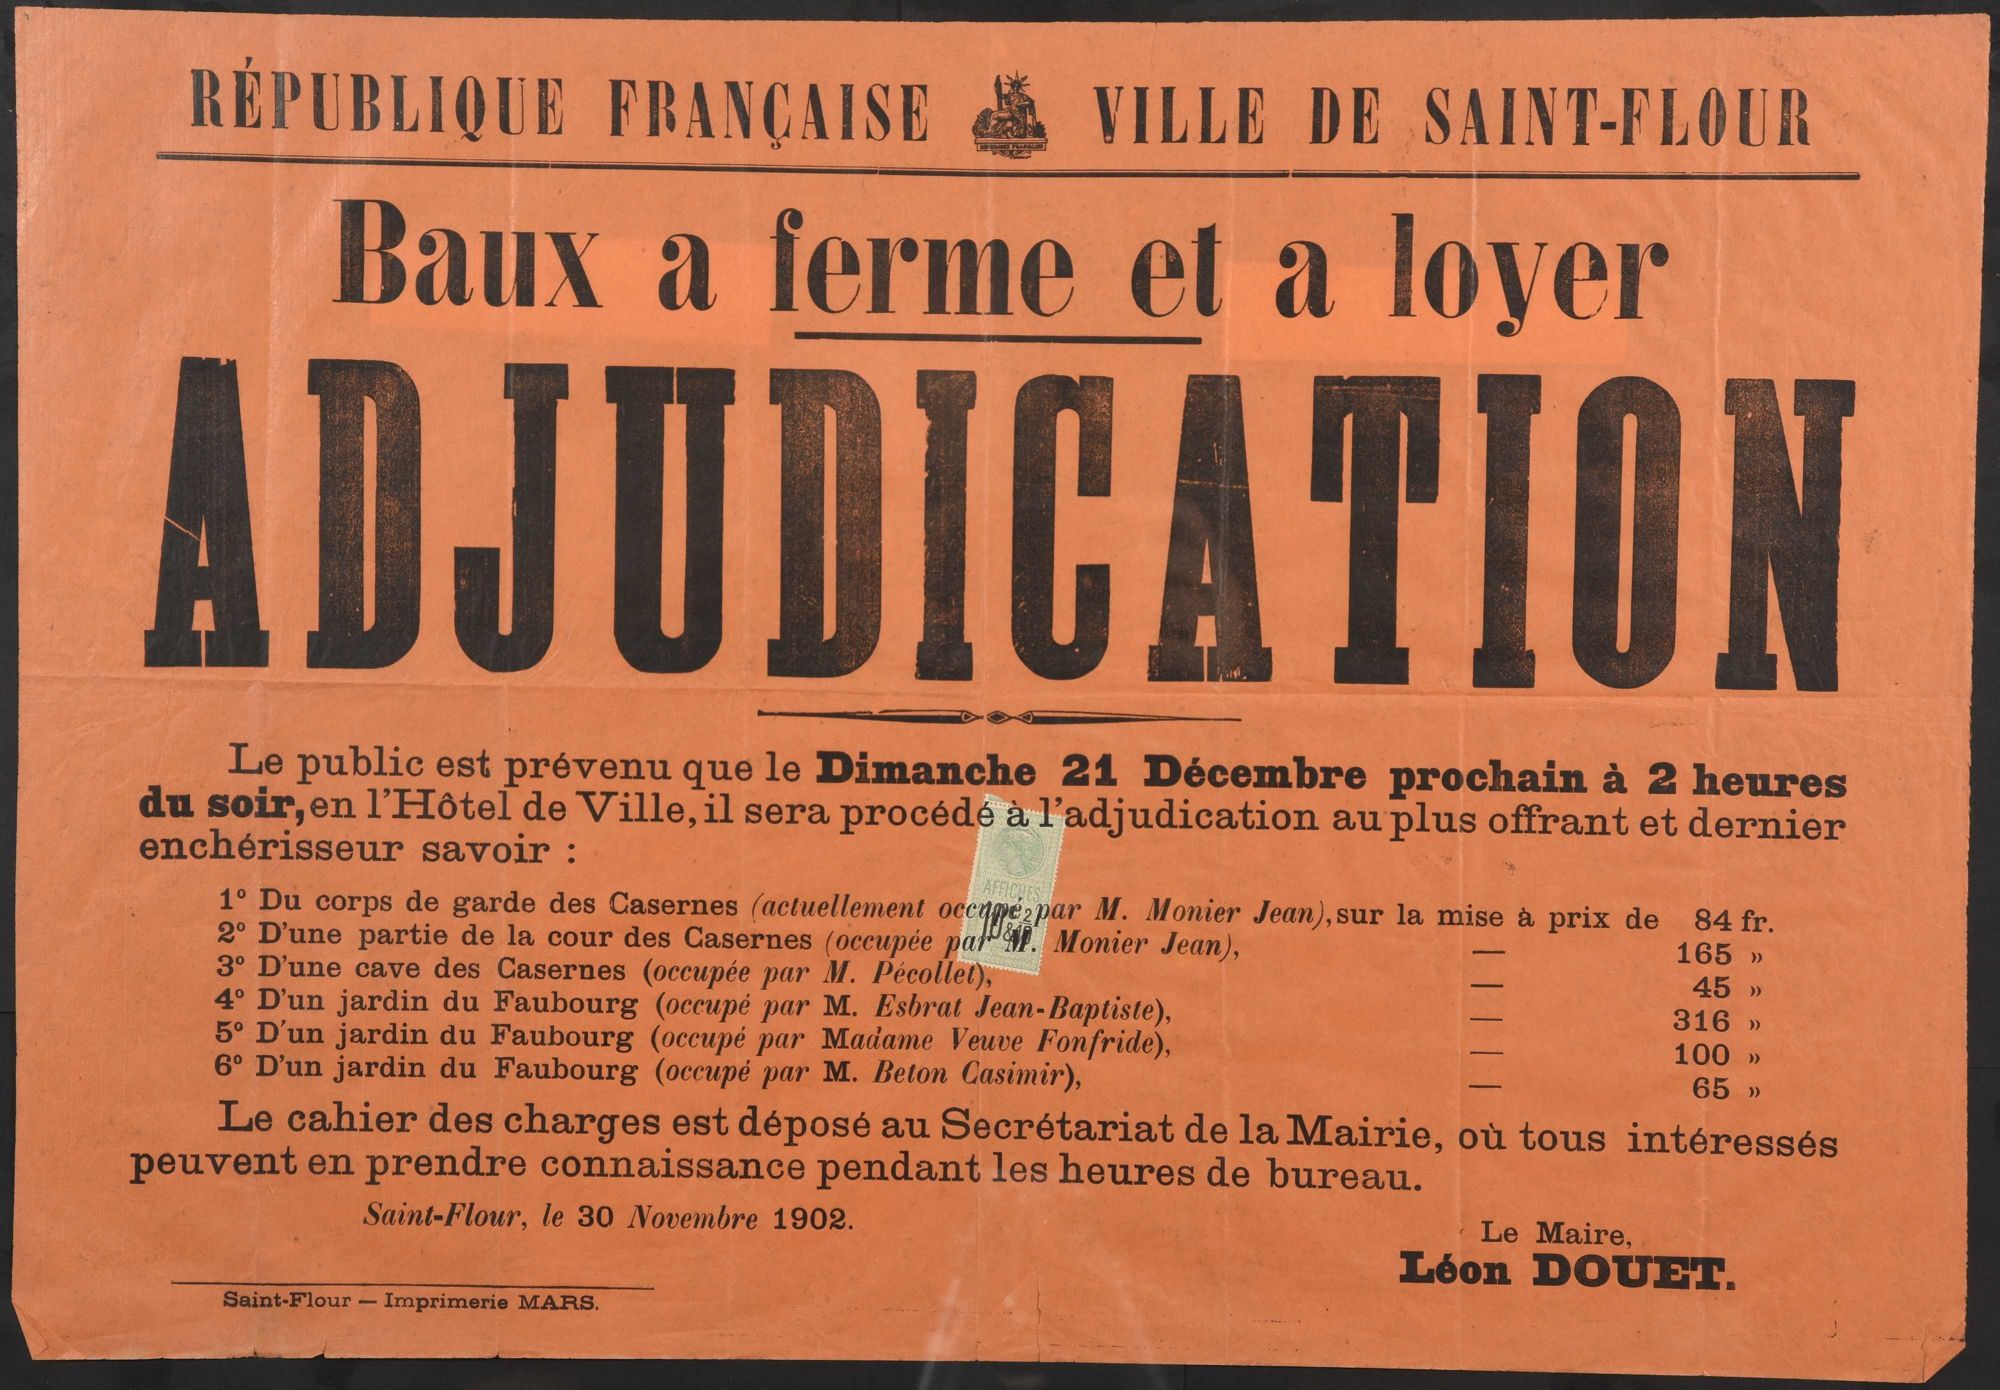 RÉPUBLIQUE FRANÇAISE VILLE DE SAINT-FLOUR
RÉPUBLIQUE FRANÇAISE
Baux a ferme et a loyer
ADJUDICATION
Le public est prévenu que le Dimanche 21 Décembre prochain à 2 heures
du soir, en l'Hôtel de Ville, il sera procédé à l'adjudication au plus offrant et dernier
enchérisseur savoir :
AFFICHES
1° Du corps de garde des Casernes (actuellement occupé par M. Monier Jean), sur la mise à prix de 84 fr.
2° D'une partie de la cour des Casernes (occupée par M. Monier Jean), — 165 »
3° D'une cave des Casernes (occupée par M. Pécollet), — 45 »
4° D'un jardin du Faubourg (occupé par M. Esbrat Jean-Baptiste), — 316 »
5° D'un jardin du Faubourg (occupé par Madame Veuve Fonfride), — 100 »
6° D'un jardin du Faubourg (occupé par M. Beton Casimir), — 65 »
Le cahier des charges est déposé au Secrétariat de la Mairie, où tous intéressés
peuvent en prendre connaissance pendant les heures de bureau.
Saint-Flour, le 30 Novembre 1902.
Le Maire,
Léon DOUET.
Saint-Flour — Imprimerie MARS.